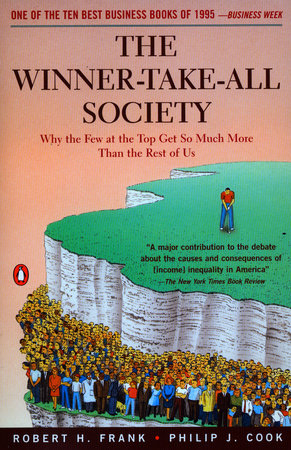 ONE OF THE TEN BEST BUSINESS BOOKS OF 1995 —BUSINESS WEEK
THE
WINNER-TAKE-ALL
SOCIETY
Why the Few at the Top Get So Much More
Than the Rest of Us
"A major contribution to the debate
about the causes and consequences of
[income] inequality in America"
—The New York Times Book Review
ROBERT H. FRANK • PHILIP J. COOK